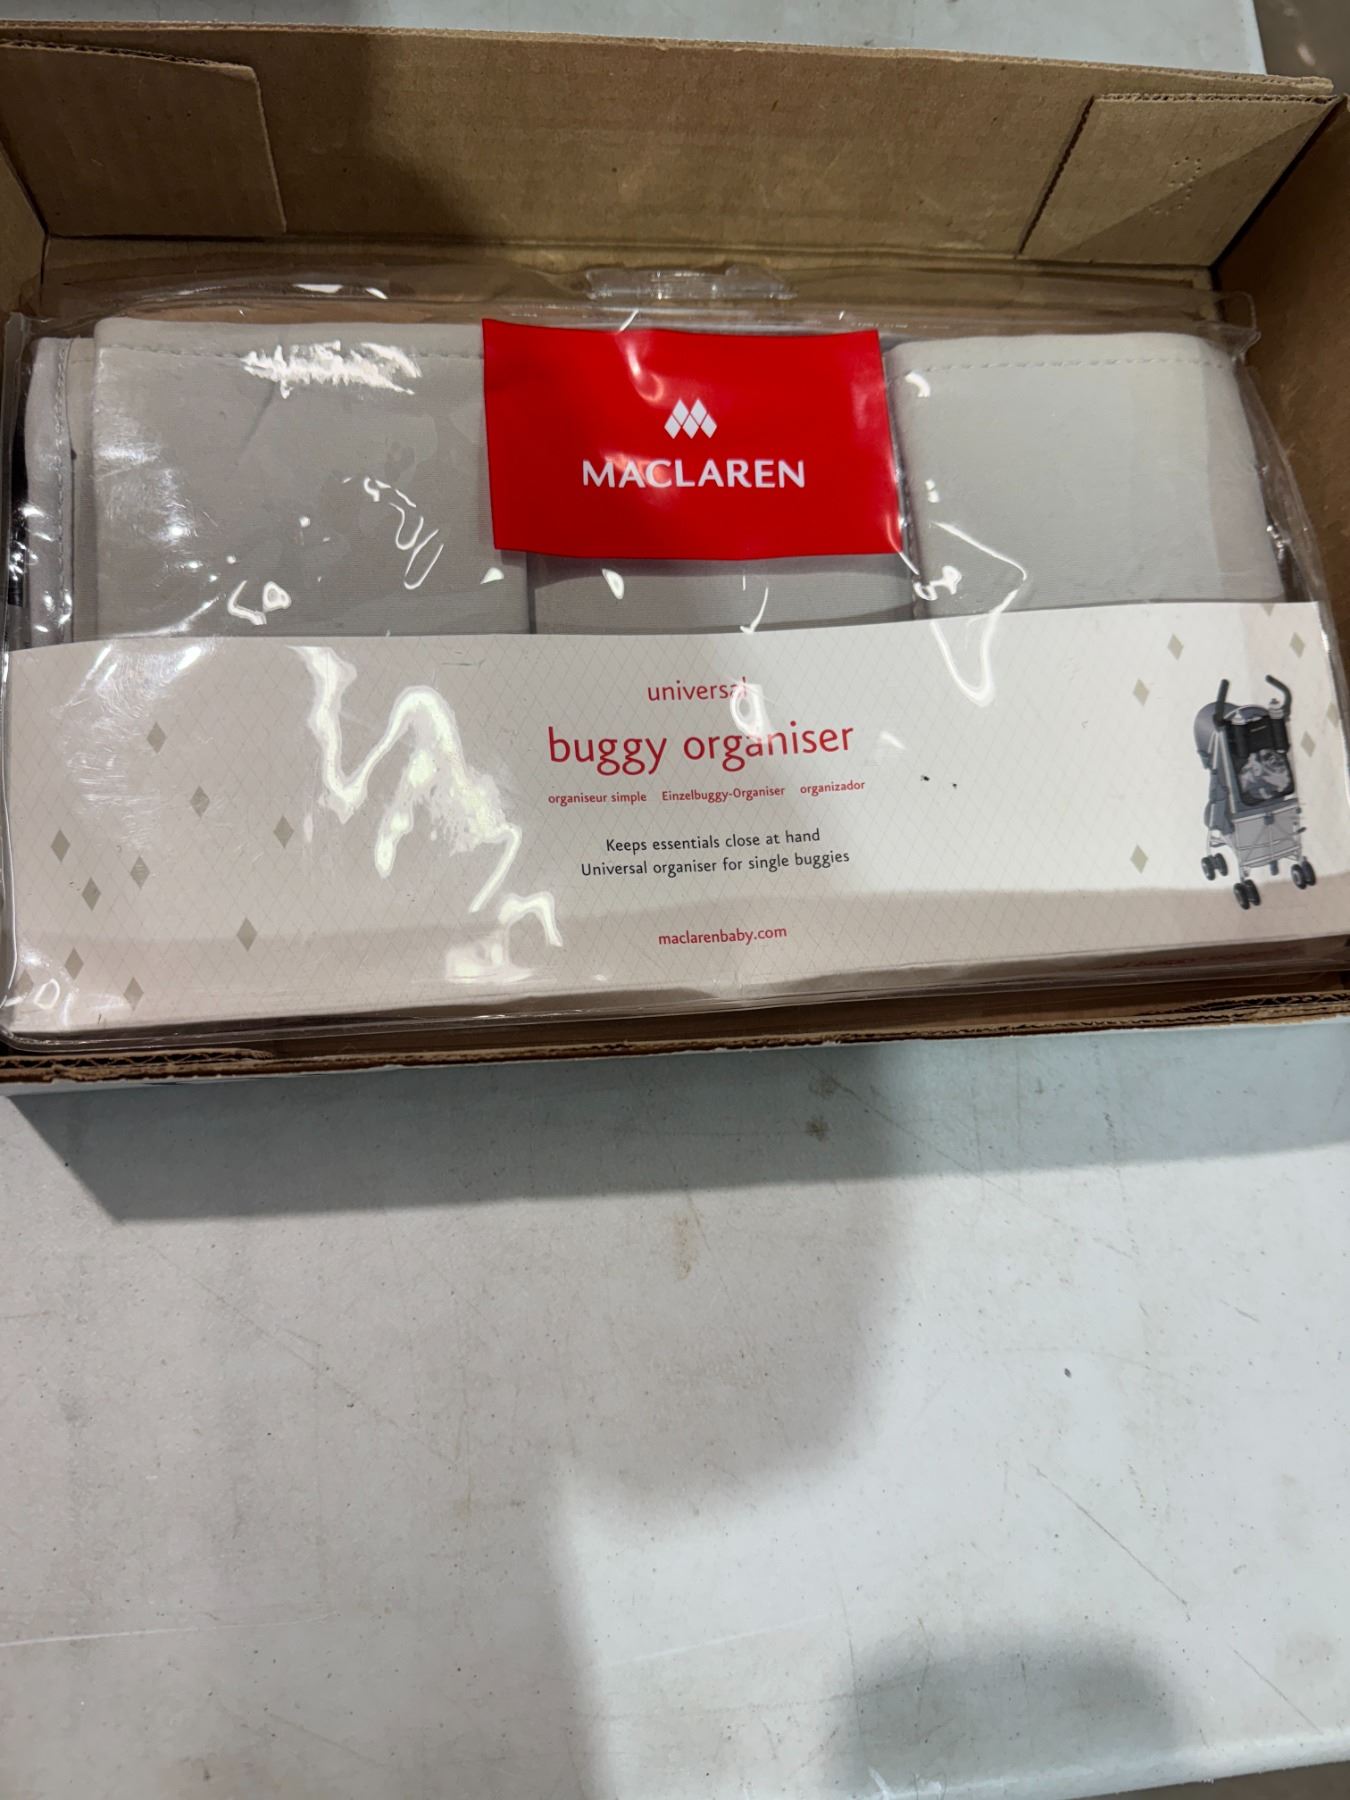 MACLAREN
universal
buggy organiser
organiseur simple Einzelbuggy-Organiser organizador
Keeps essentials close at hand
Universal organiser for single buggies
maclarenbaby.com